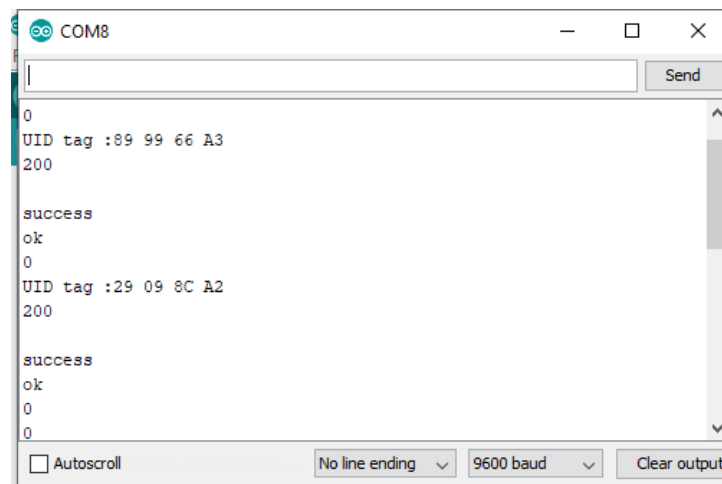 COM8
Send
0
UID tag :89 99 66 A3
200
success
ok
0
UID tag :29 09 8C A2
200
success
ok
0
0
Autoscroll
No line ending
9600 baud
Clear output